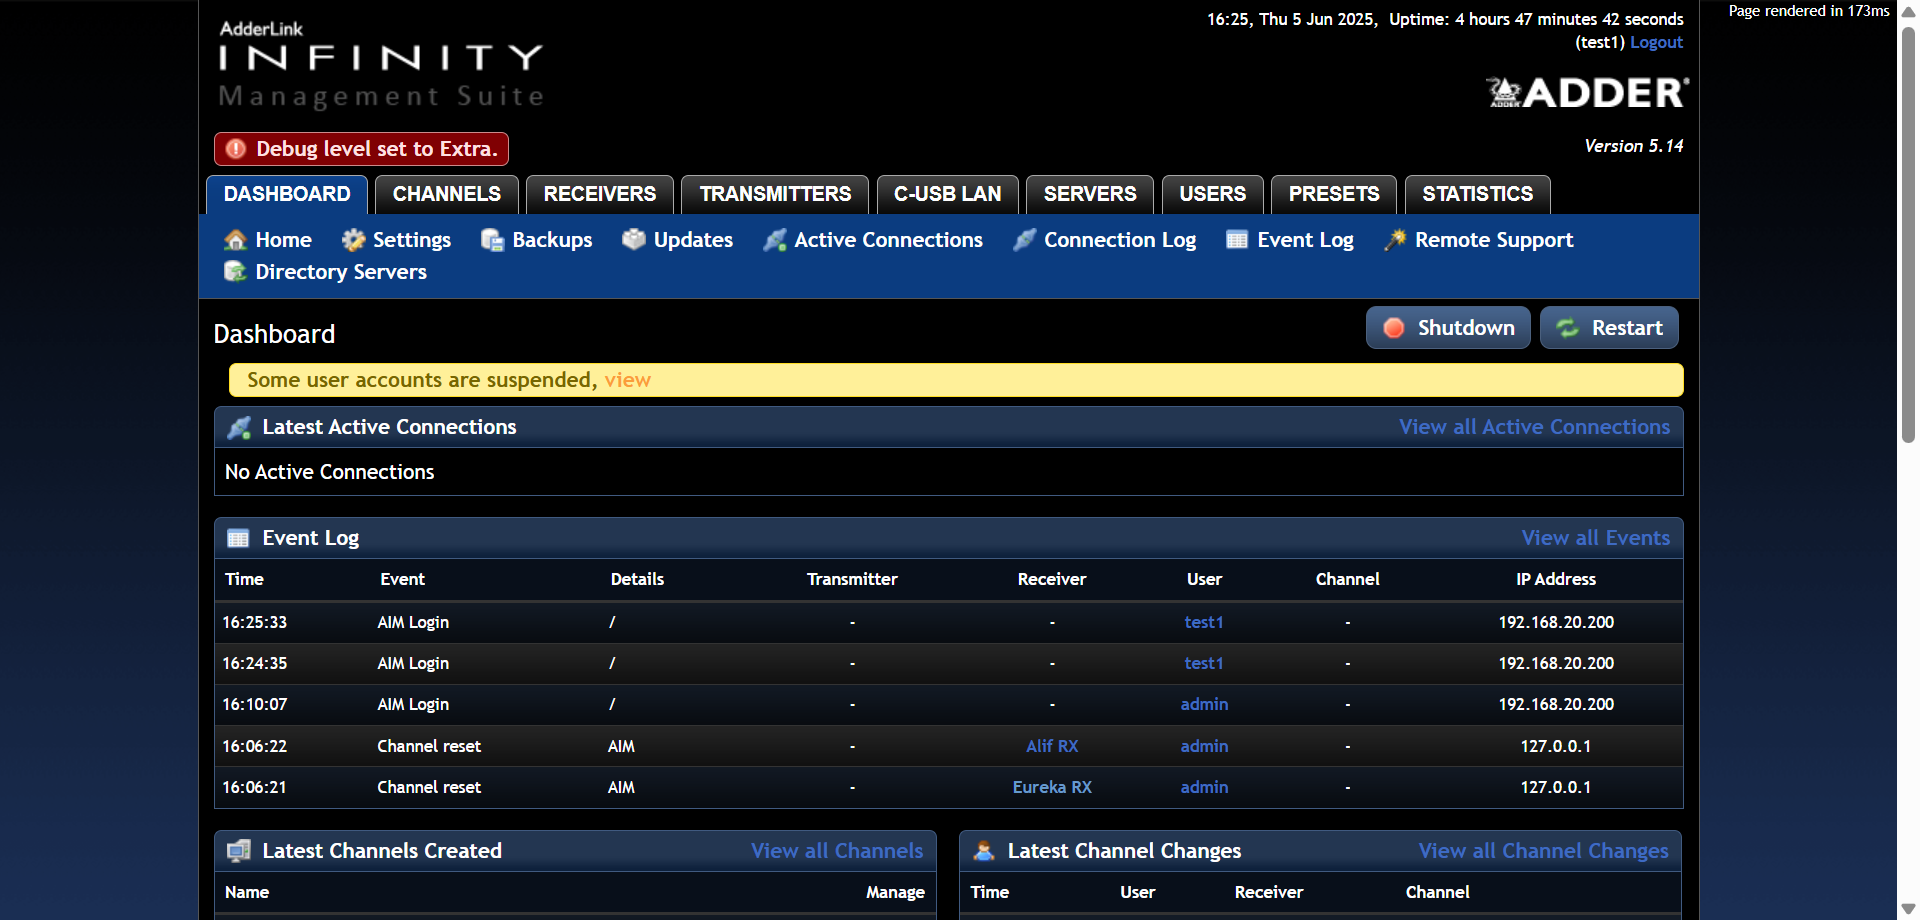 Page rendered in 173ms
16:25, Thu 5 Jun 2025,  Uptime: 4 hours 47 minutes 42 seconds
(test1) Logout
AdderLink
INFINITY
Management Suite
ADDER
ADDER®
Debug level set to Extra.
Version 5.14
DASHBOARD CHANNELS RECEIVERS TRANSMITTERS C-USB LAN SERVERS USERS PRESETS STATISTICS
Home Settings Backups Updates Active Connections Connection Log Event Log Remote Support
Directory Servers
Dashboard
Shutdown Restart
Some user accounts are suspended, view
Latest Active Connections View all Active Connections
No Active Connections
Event Log View all Events
Time Event Details Transmitter Receiver User Channel IP Address
16:25:33 AIM Login / - - test1 - 192.168.20.200
16:24:35 AIM Login / - - test1 - 192.168.20.200
16:10:07 AIM Login / - - admin - 192.168.20.200
16:06:22 Channel reset AIM - Alif RX admin - 127.0.0.1
16:06:21 Channel reset AIM - Eureka RX admin - 127.0.0.1
Latest Channels Created View all Channels
Name Manage
Latest Channel Changes View all Channel Changes
Time User Receiver Channel